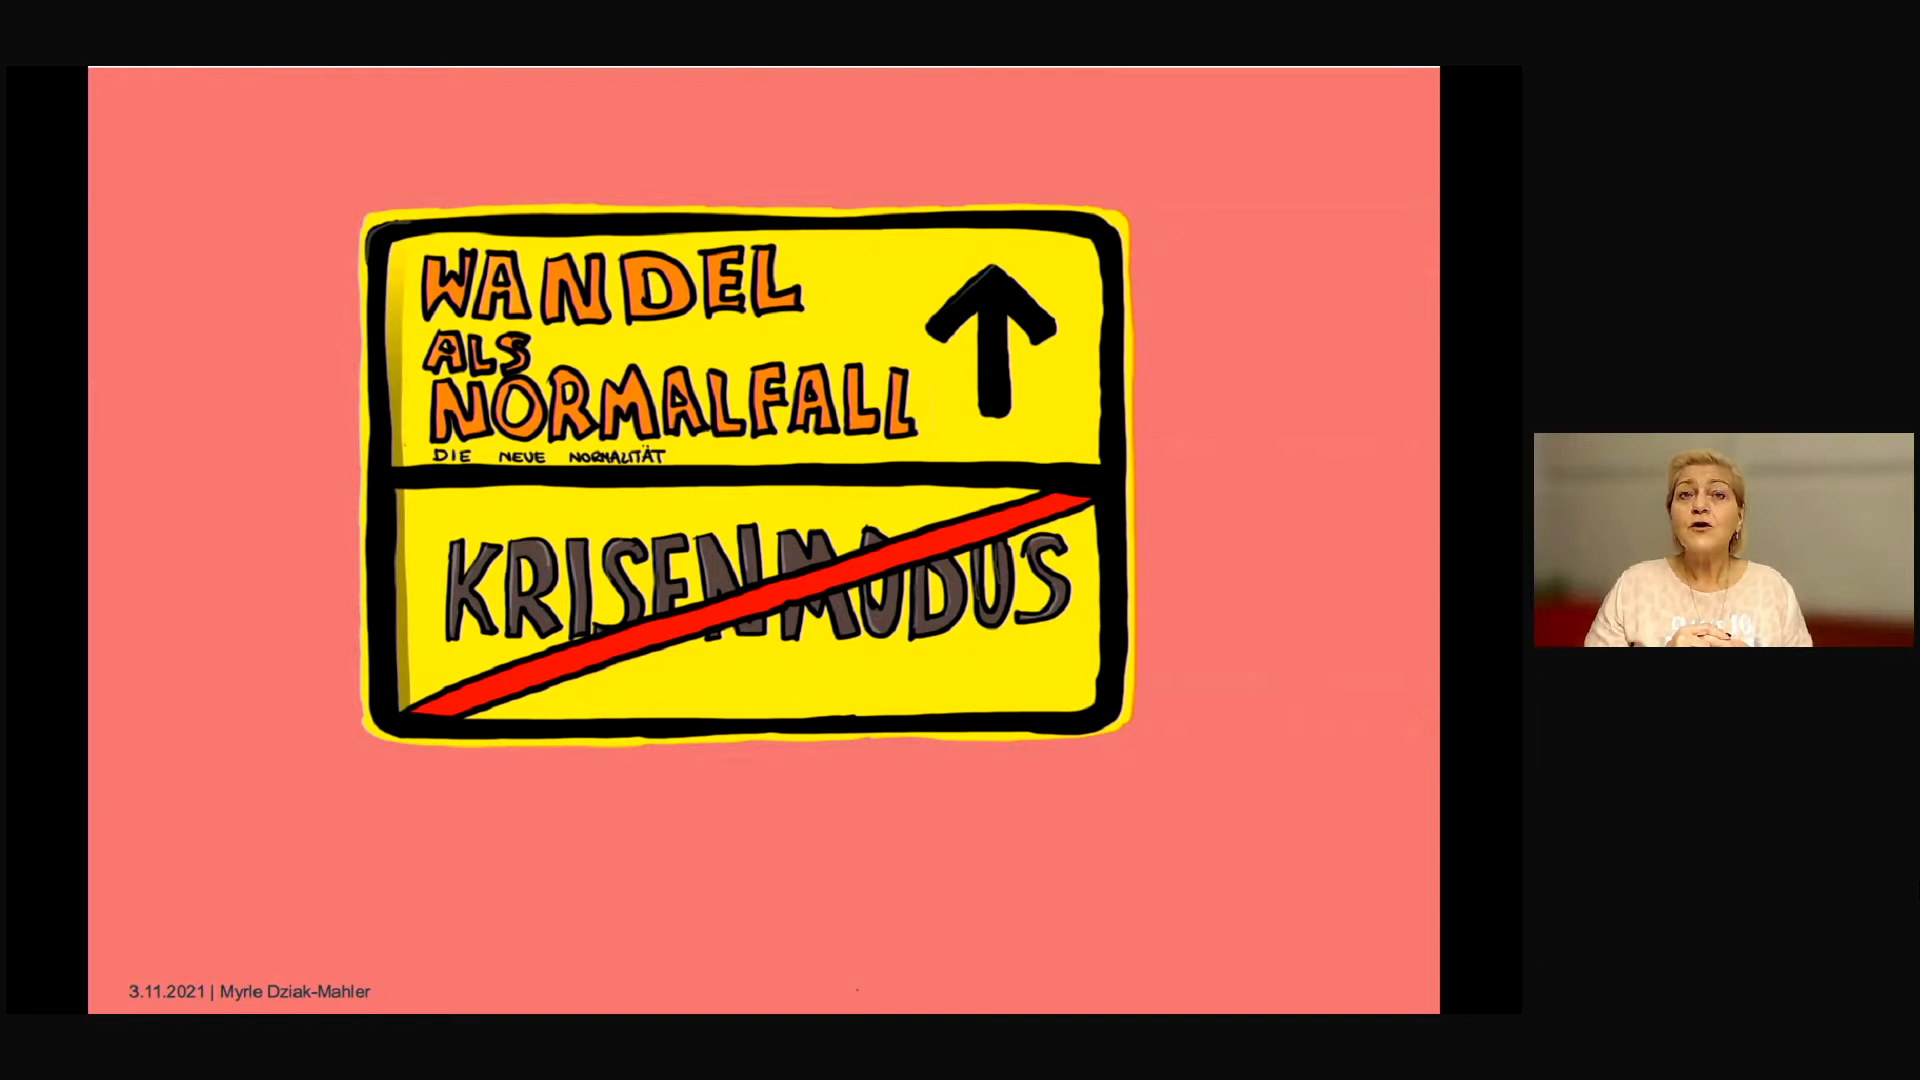 WANDEL
ALS
NORMALFALL
DIE NEUE NORMALITÄT
KRISENMODUS
3.11.2021 | Myrle Dziak-Mahler